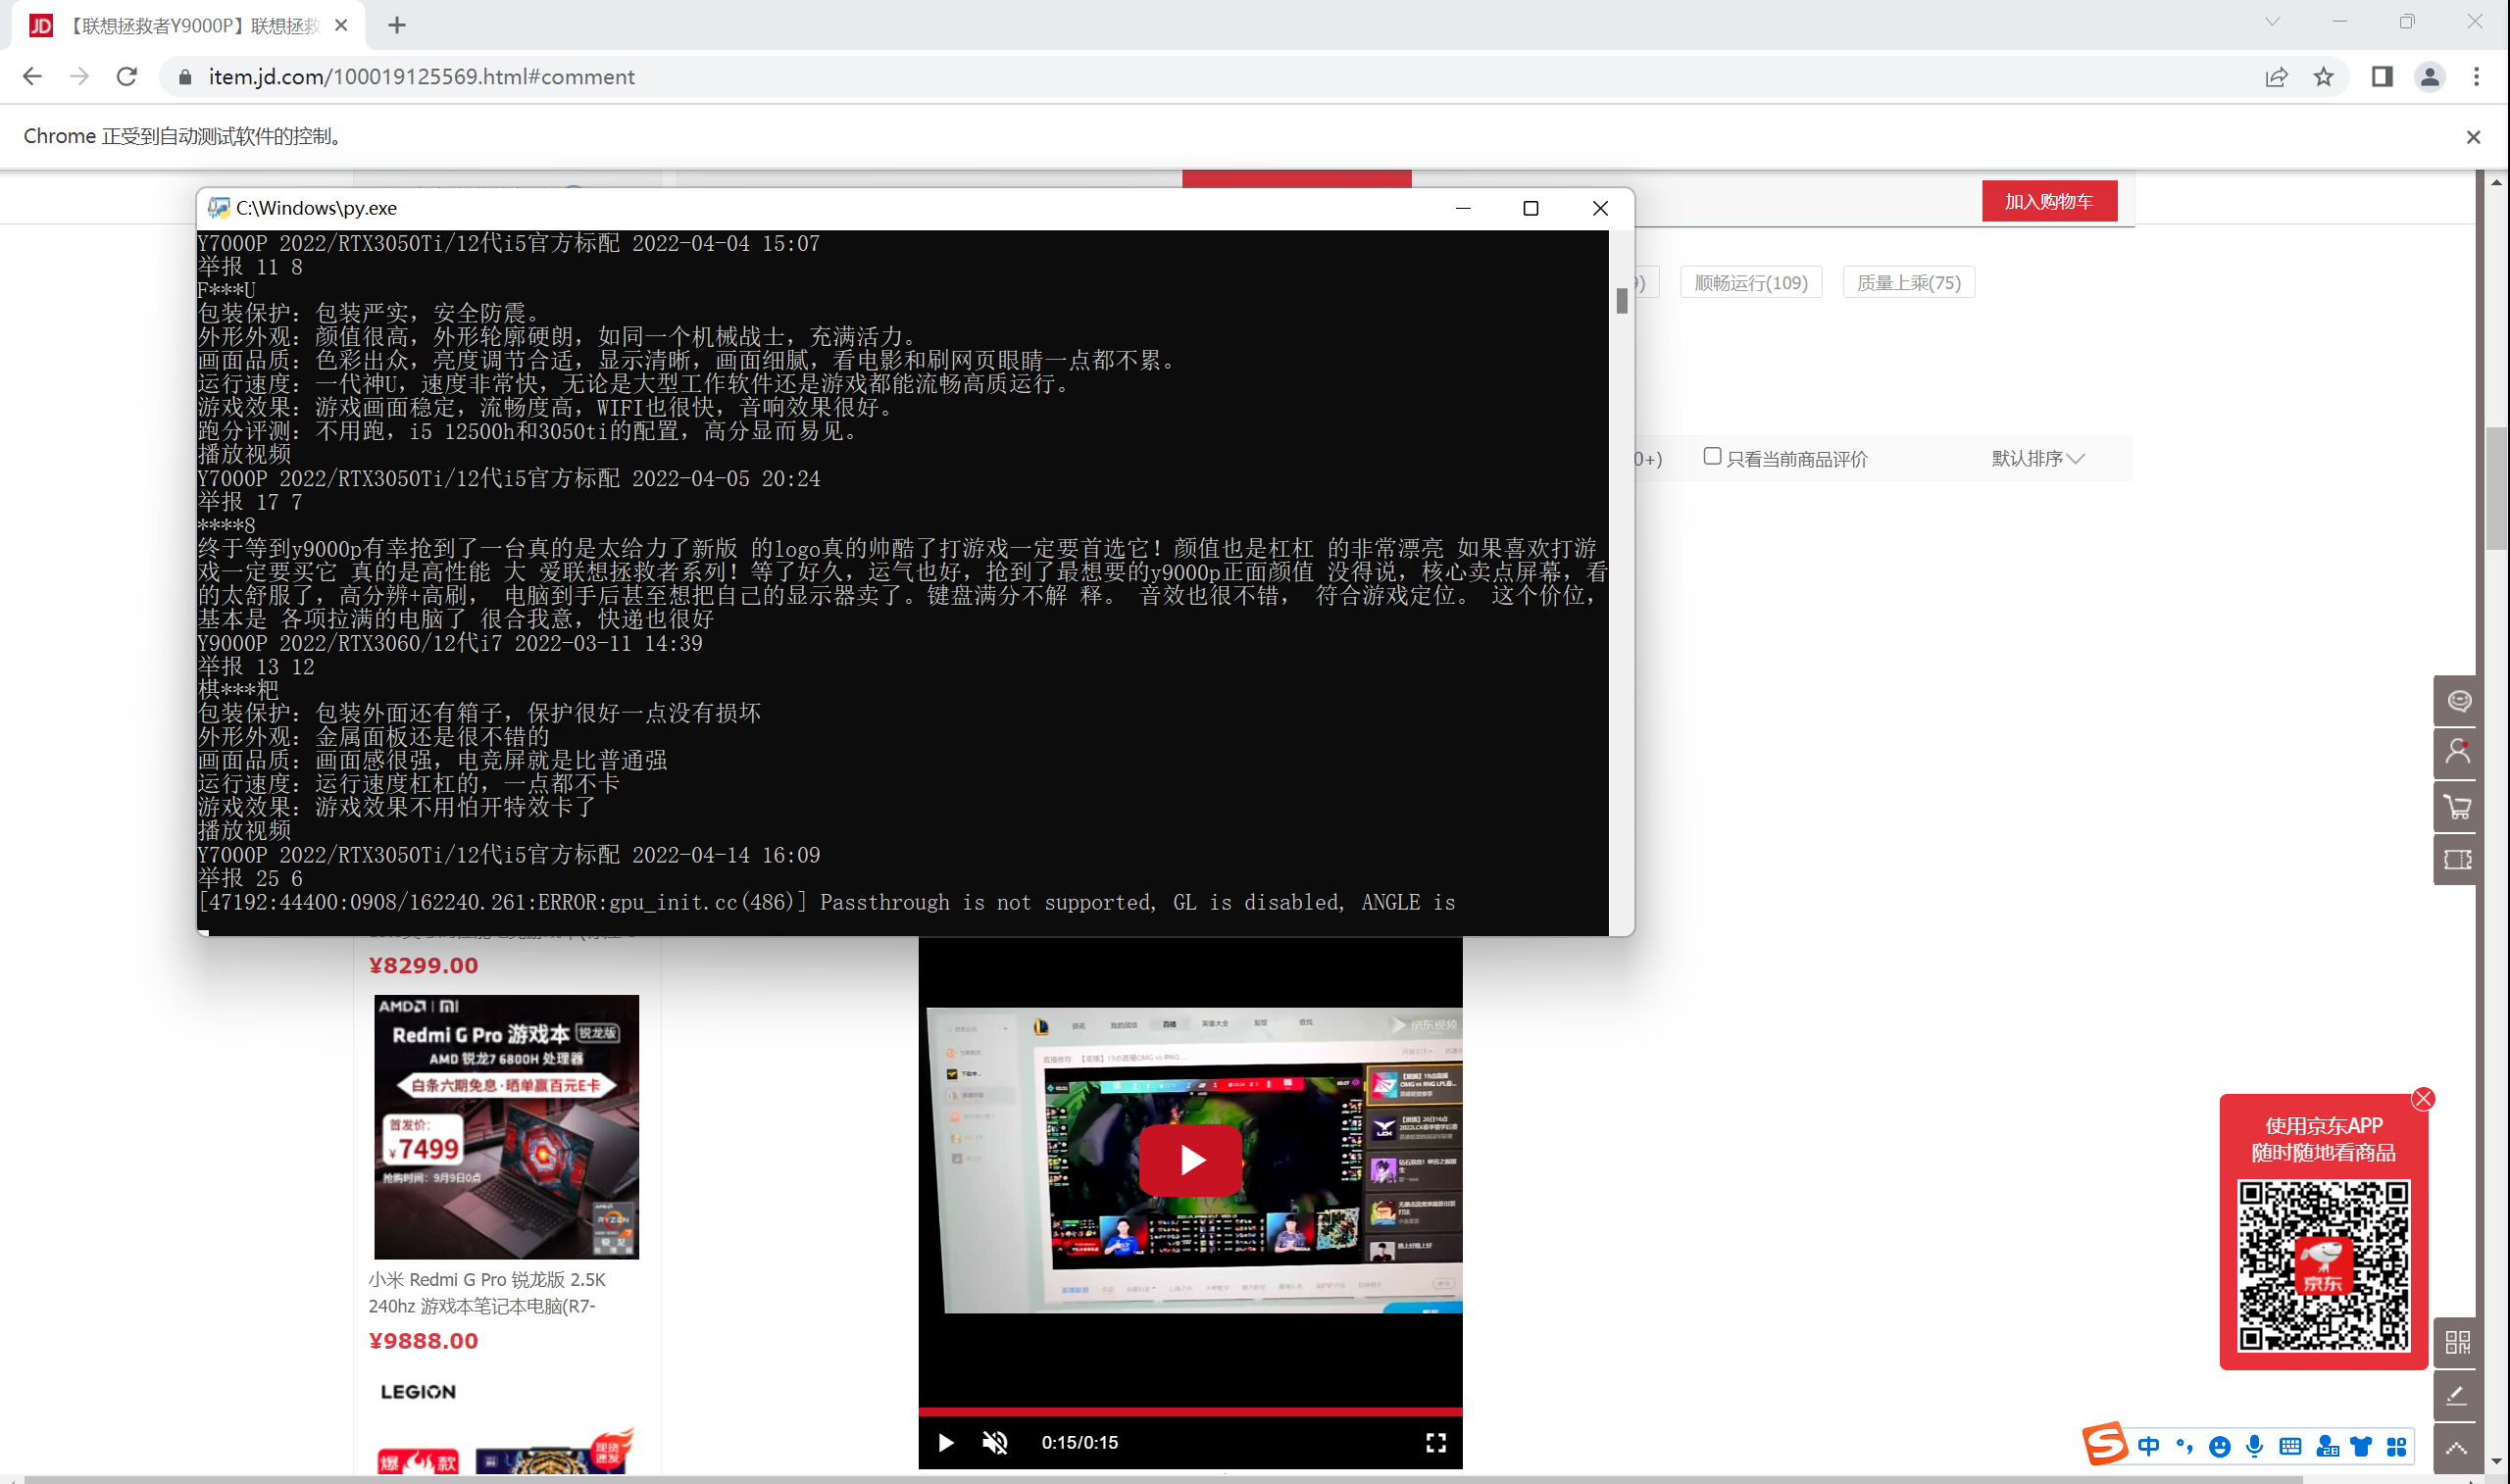 【联想拯救者Y9000P】联想拯救
item.jd.com/100019125569.html#comment
Chrome 正受到自动测试软件的控制。
加入购物车
C:\Windows\py.exe
Y7000P 2022/RTX3050Ti/12代i5官方标配 2022-04-04 15:07
举报 11 8
F***U
包装保护：包装严实，安全防震。
外形外观：颜值很高，外形轮廓硬朗，如同一个机械战士，充满活力。
画面品质：色彩出众，亮度调节合适，显示清晰，画面细腻，看电影和刷网页眼睛一点都不累。
运行速度：一代神U，速度非常快，无论是大型工作软件还是游戏都能流畅高质运行。
游戏效果：游戏画面稳定，流畅度高，WIFI也很快，音响效果很好。
跑分评测：不用跑，i5 12500h和3050ti的配置，高分显而易见。
播放视频
Y7000P 2022/RTX3050Ti/12代i5官方标配 2022-04-05 20:24
举报 17 7
****8
终于等到y9000p有幸抢到了一台真的是太给力了新版 的logo真的帅酷了打游戏一定要首选它！颜值也是杠杠 的非常漂亮 如果喜欢打游
戏一定要买它 真的是高性能 大 爱联想拯救者系列！等了好久，运气也好，抢到了最想要的y9000p正面颜值 没得说，核心卖点屏幕，看
的太舒服了，高分辨+高刷， 电脑到手后甚至想把自己的显示器卖了。键盘满分不解 释。 音效也很不错， 符合游戏定位。 这个价位，
基本是 各项拉满的电脑了 很合我意，快递也很好
Y9000P 2022/RTX3060/12代i7 2022-03-11 14:39
举报 13 12
棋***粑
包装保护：包装外面还有箱子，保护很好一点没有损坏
外形外观：金属面板还是很不错的
画面品质：画面感很强，电竞屏就是比普通强
运行速度：运行速度杠杠的，一点都不卡
游戏效果：游戏效果不用怕开特效卡了
播放视频
Y7000P 2022/RTX3050Ti/12代i5官方标配 2022-04-14 16:09
举报 25 6
[47192:44400:0908/162240.261:ERROR:gpu_init.cc(486)] Passthrough is not supported, GL is disabled, ANGLE is
顺畅运行(109) 质量上乘(75)
0+) 只看当前商品评价 默认排序
¥8299.00
AMD MI
Redmi G Pro 游戏本 锐龙版
AMD 锐龙7 6800H 处理器
白条六期免息·晒单赢百元E卡
首发价：
¥7499
抢购时间：9月9日0点
AMD
RYZEN
7
小米 Redmi G Pro 锐龙版 2.5K
240hz 游戏本笔记本电脑(R7-
¥9888.00
LEGION
爆 款
现货
速发
京东视频
0:15/0:15
使用京东APP
随时随地看商品
京东
中